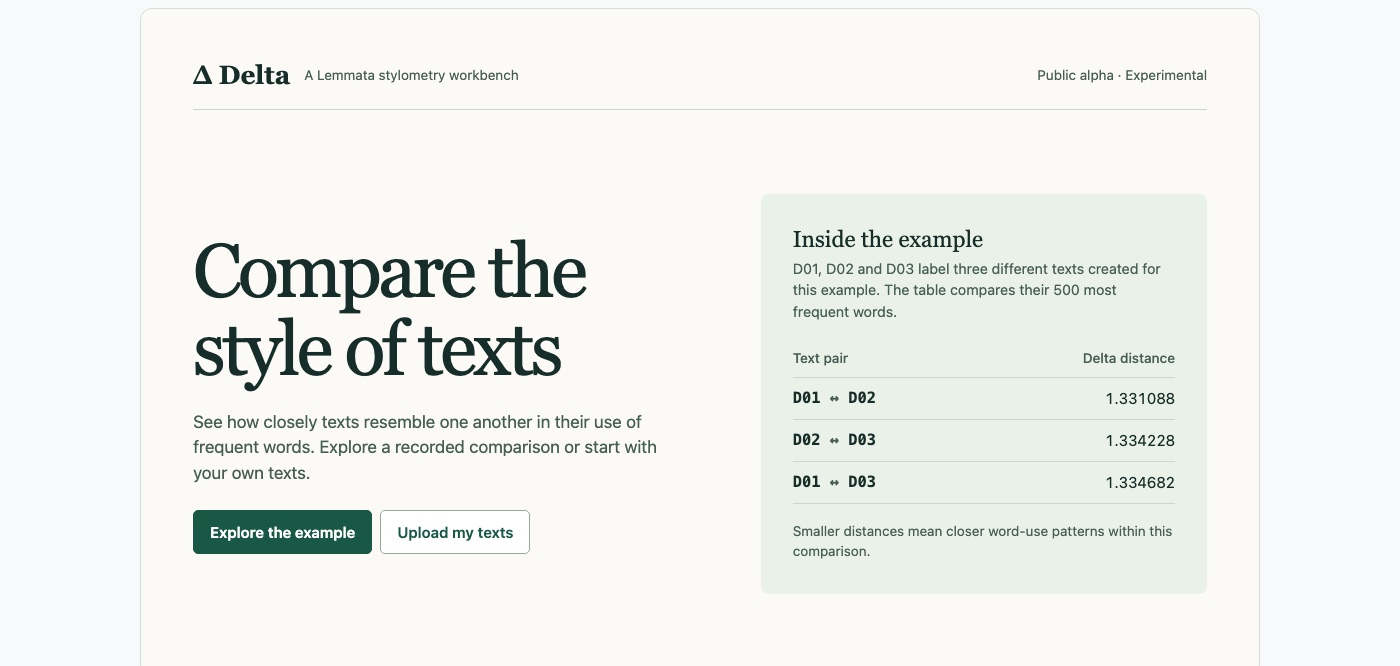 Δ Delta A Lemmata stylometry workbench
Public alpha · Experimental
Compare the
style of texts
See how closely texts resemble one another in their use of
frequent words. Explore a recorded comparison or start with
your own texts.
Explore the example
Upload my texts
Inside the example
D01, D02 and D03 label three different texts created for
this example. The table compares their 500 most
frequent words.
Text pair Delta distance
D01 ↔ D02 1.331088
D02 ↔ D03 1.334228
D01 ↔ D03 1.334682
Smaller distances mean closer word-use patterns within this
comparison.